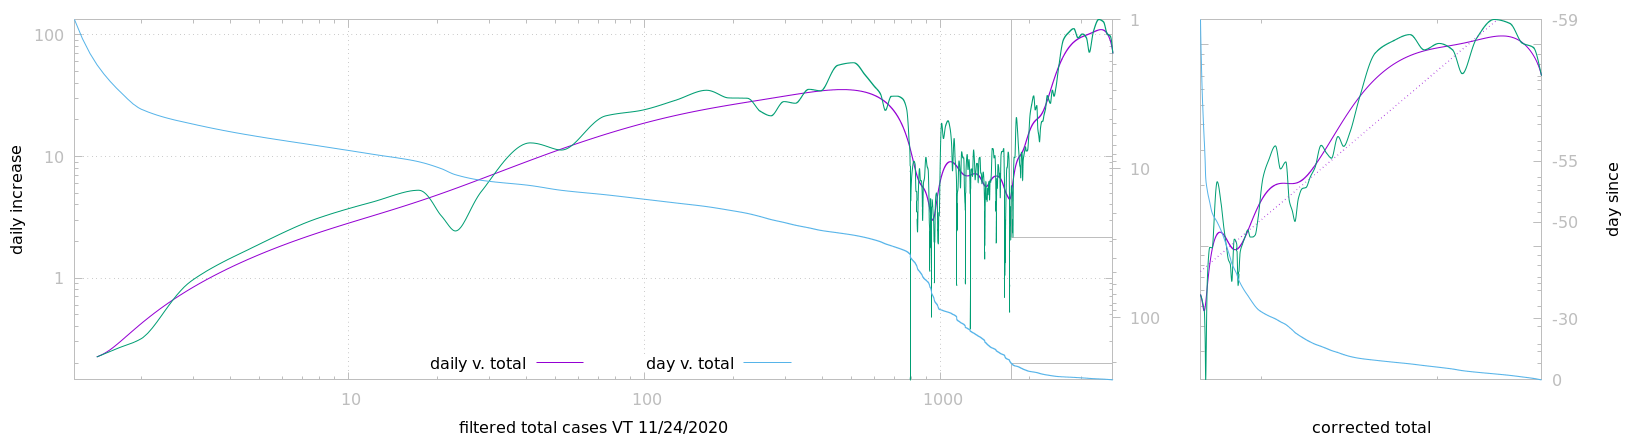 100
10
1
daily increase
daily v. total
day v. total
10
100
1000
filtered total cases VT 11/24/2020
1
10
100
-59
-55
-50
-30
0
day since
corrected total